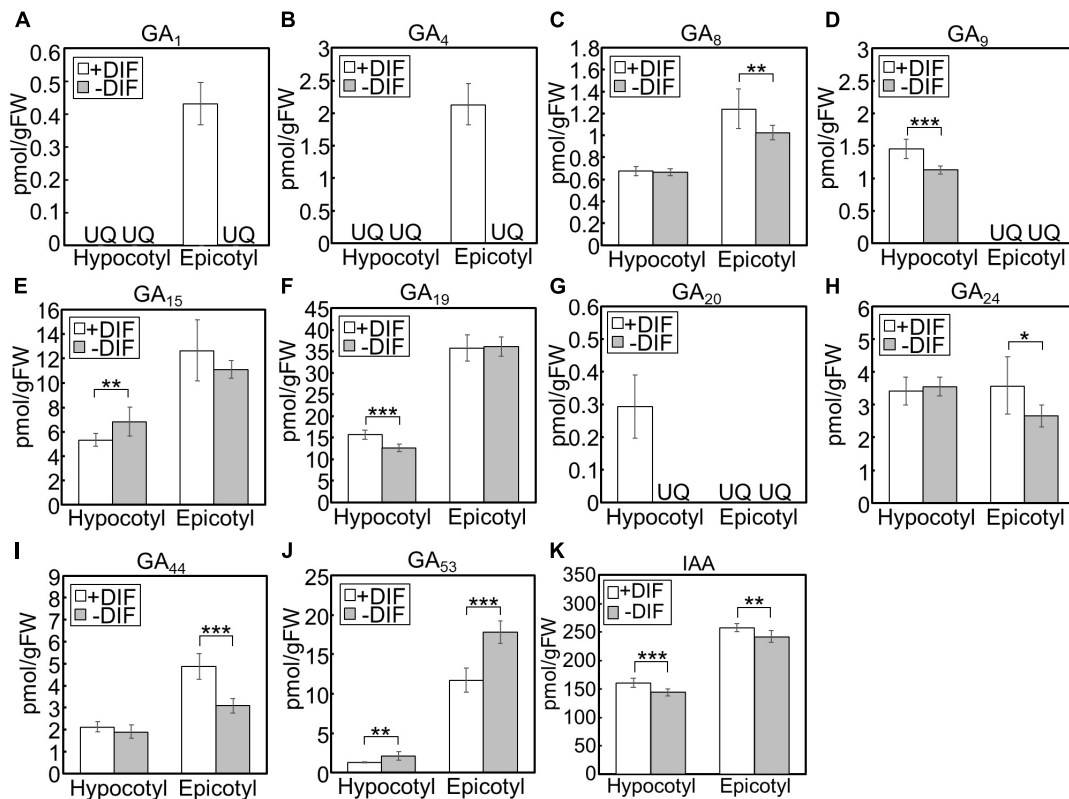 A
GA1
pmol/gFW
0.6
0.5
0.4
0.3
0.2
0.1
0
+DIF
-DIF
UQ UQ UQ
Hypocotyl Epicotyl
B
GA4
pmol/gFW
3
2.5
2
1.5
1
0.5
0
+DIF
-DIF
UQ UQ UQ
Hypocotyl Epicotyl
C
GA8
pmol/gFW
1.8
1.6
1.4
1.2
1
0.8
0.6
0.4
0.2
0
+DIF
-DIF
**
Hypocotyl Epicotyl
D
GA9
pmol/gFW
3
2.5
2
1.5
1
0.5
0
+DIF
-DIF
***
UQ UQ
Hypocotyl Epicotyl
E
GA15
pmol/gFW
16
14
12
10
8
6
4
2
0
+DIF
-DIF
**
Hypocotyl Epicotyl
F
GA19
pmol/gFW
45
40
35
30
25
20
15
10
5
0
+DIF
-DIF
***
Hypocotyl Epicotyl
G
GA20
pmol/gFW
0.6
0.5
0.4
0.3
0.2
0.1
0
+DIF
-DIF
UQ UQ UQ
Hypocotyl Epicotyl
H
GA24
pmol/gFW
6
5
4
3
2
1
0
+DIF
-DIF
*
Hypocotyl Epicotyl
I
GA44
pmol/gFW
9
8
7
6
5
4
3
2
1
0
+DIF
-DIF
***
Hypocotyl Epicotyl
J
GA53
pmol/gFW
25
20
15
10
5
0
+DIF
-DIF
**
***
Hypocotyl Epicotyl
K
IAA
pmol/gFW
350
300
250
200
150
100
50
0
+DIF
-DIF
***
**
Hypocotyl Epicotyl